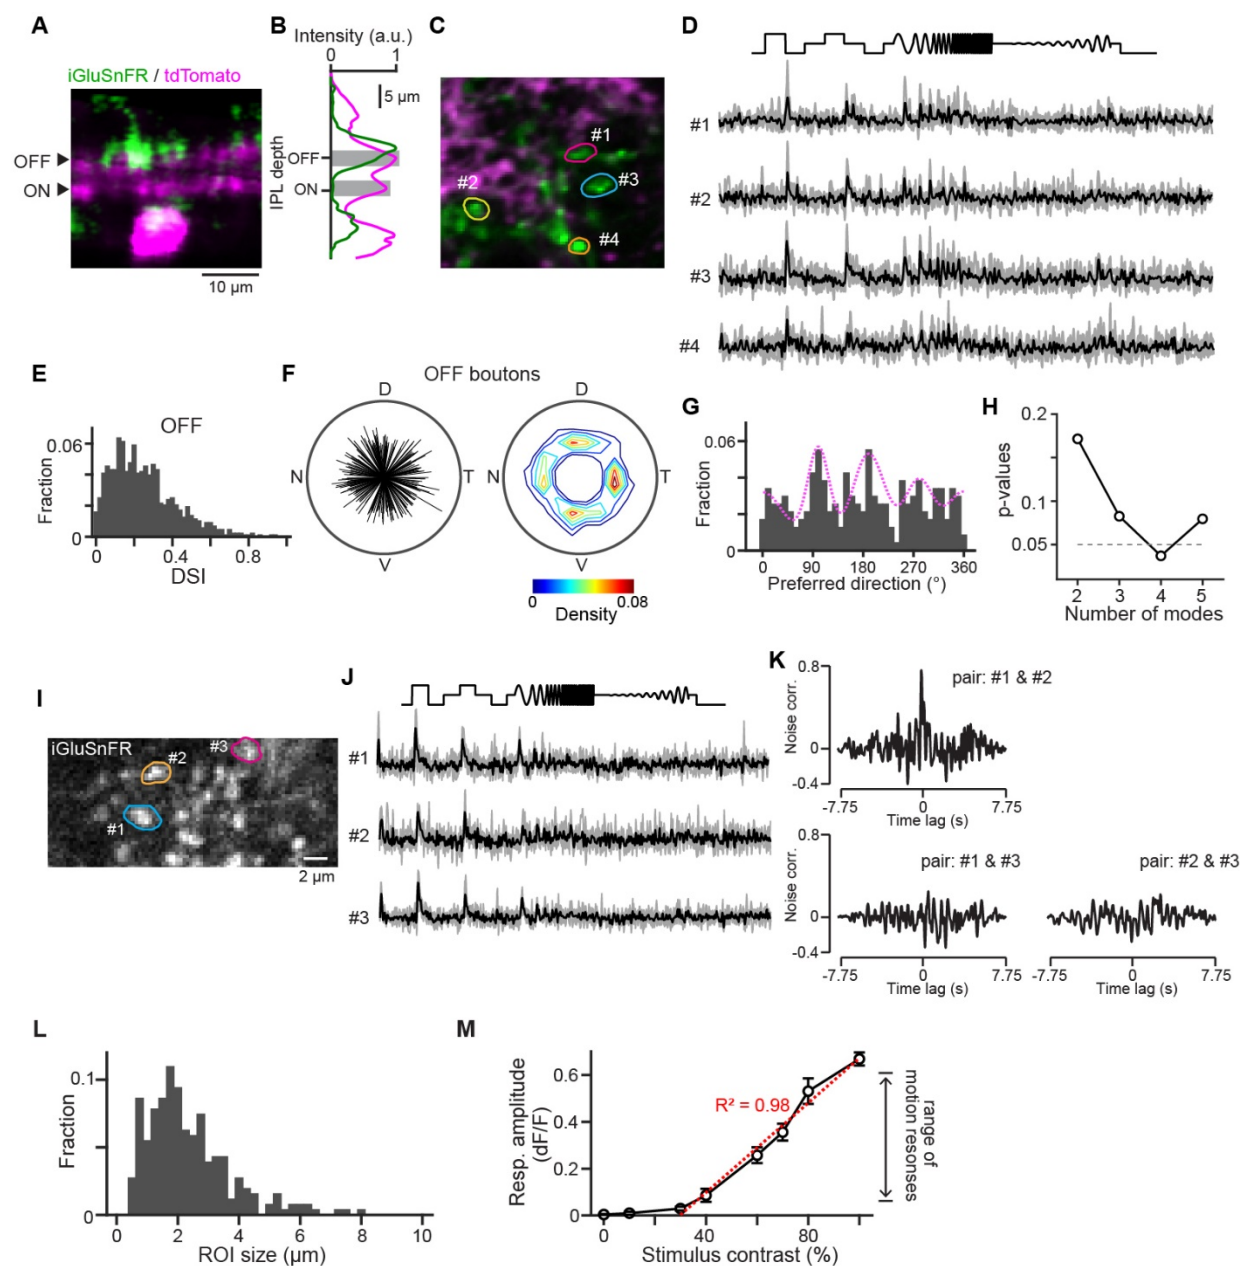 A
iGluSnFR / tdTomato
OFF
ON
10 µm
B
Intensity (a.u.)
0 1
5 µm
OFF
ON
IPL depth
C
#1
#2
#3
#4
D
#1
#2
#3
#4
E
OFF
0.06
0
Fraction
0 0.4 0.8
DSI
F
OFF boutons
D
N
T
V
D
N
T
V
0 0.08
Density
G
0.06
0
Fraction
0 90 180 270 360
Preferred direction (°)
H
0.2
0.1
0.05
p-values
2 3 4 5
Number of modes
I
iGluSnFR
#3
#2
#1
2 µm
J
#1
#2
#3
K
pair: #1 & #2
0.8
0
-0.4
Noise corr.
-7.75 0 7.75
Time lag (s)
pair: #1 & #3
0.8
0
-0.4
Noise corr.
-7.75 0 7.75
Time lag (s)
pair: #2 & #3
-7.75 0 7.75
Time lag (s)
L
0.1
0
Fraction
0 2 4 6 8 10
ROI size (µm)
M
0.6
0.4
0.2
0
Resp. amplitude
(dF/F)
R² = 0.98
0 40 80
Stimulus contrast (%)
range of
motion resonses